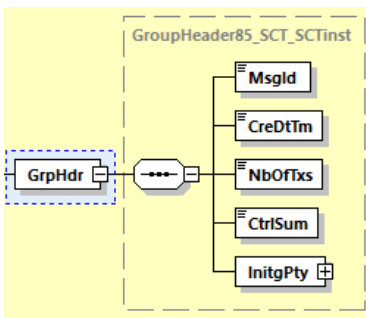 GroupHeader85_SCT_SCTinst
MsgId
CreDtTm
GrpHdr
NbOfTxs
CtrlSum
InitgPty